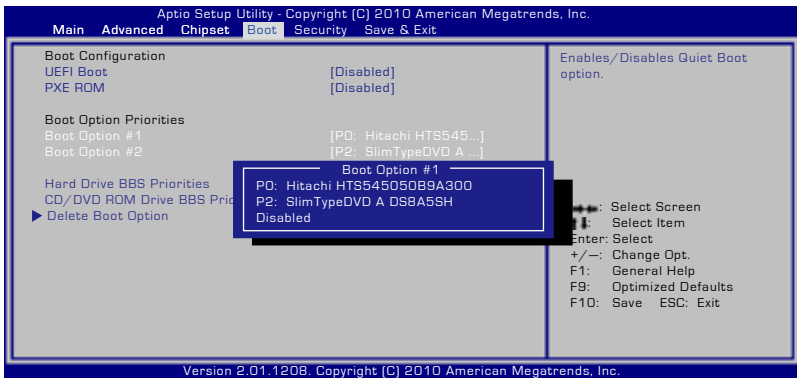 Aptio Setup Utility - Copyright (C) 2010 American Megatrends, Inc.
Main Advanced Chipset Boot Security Save & Exit
Boot Configuration
UEFI Boot [Disabled]
PXE ROM [Disabled]
Boot Option Priorities
Boot Option #1 [P0: Hitachi HTS545...]
Boot Option #2 [P2: SlimTypeDVD A ...]
Hard Drive BBS Priorities
CD/DVD ROM Drive BBS Prio
Delete Boot Option
Boot Option #1
P0: Hitachi HTS545050B9A300
P2: SlimTypeDVD A DS8A5SH
Disabled
Enables/Disables Quiet Boot
option.
: Select Screen
: Select Item
Enter: Select
+/—: Change Opt.
F1: General Help
F9: Optimized Defaults
F10: Save ESC: Exit
Version 2.01.1208. Copyright (C) 2010 American Megatrends, Inc.